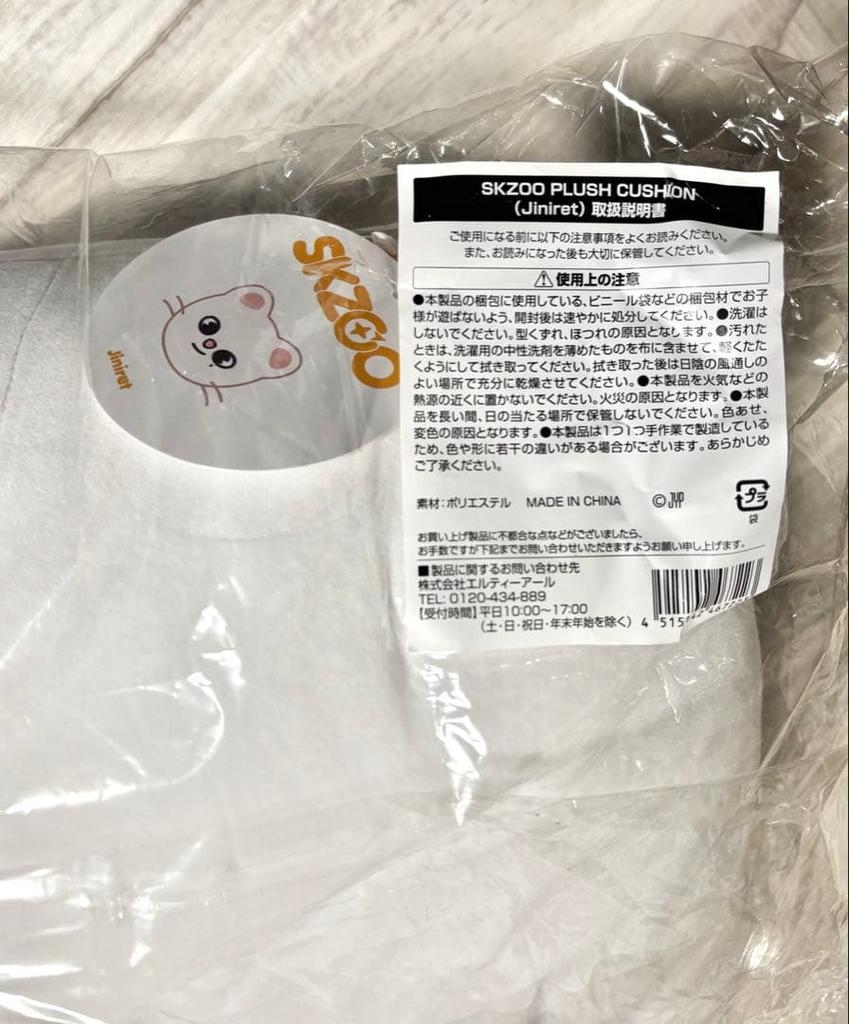 SKZOO
Jiniret
SKZOO PLUSH CUSHION
(Jiniret) 取扱説明書
ご使用になる前に以下の注意事項をよくお読みください。
また、お読みになった後も大切に保管してください。
使用上の注意
●本製品の梱包に使用している、ビニール袋などの梱包材でお子
様が遊ばないよう、開封後は速やかに処分してください。●洗濯は
しないでください。型くずれ、ほつれの原因となります。●汚れた
ときは、洗濯用の中性洗剤を薄めたものを布に含ませて、軽くたた
くようにして拭き取ってください。拭き取った後は日陰の風通しの
よい場所で充分に乾燥させてください。●本製品を火気などの
熱源の近くに置かないでください。火災の原因となります。●本製
品を長い間、日の当たる場所で保管しないでください。色あせ、
変色の原因となります。●本製品は1つ1つ手作業で製造している
ため、色や形に若干の違いがある場合がございます。あらかじめ
ご了承ください。
素材:ポリエステル MADE IN CHINA ©JYP
プラ
袋
お買い上げ製品に不都合な点などがございましたら、
お手数ですが下記までお問い合わせいただきますようお願い申し上げます。
■製品に関するお問い合わせ先
株式会社エルティーアール
TEL: 0120-434-889
【受付時間】平日10:00〜17:00
(土・日・祝日・年末年始を除く)
4